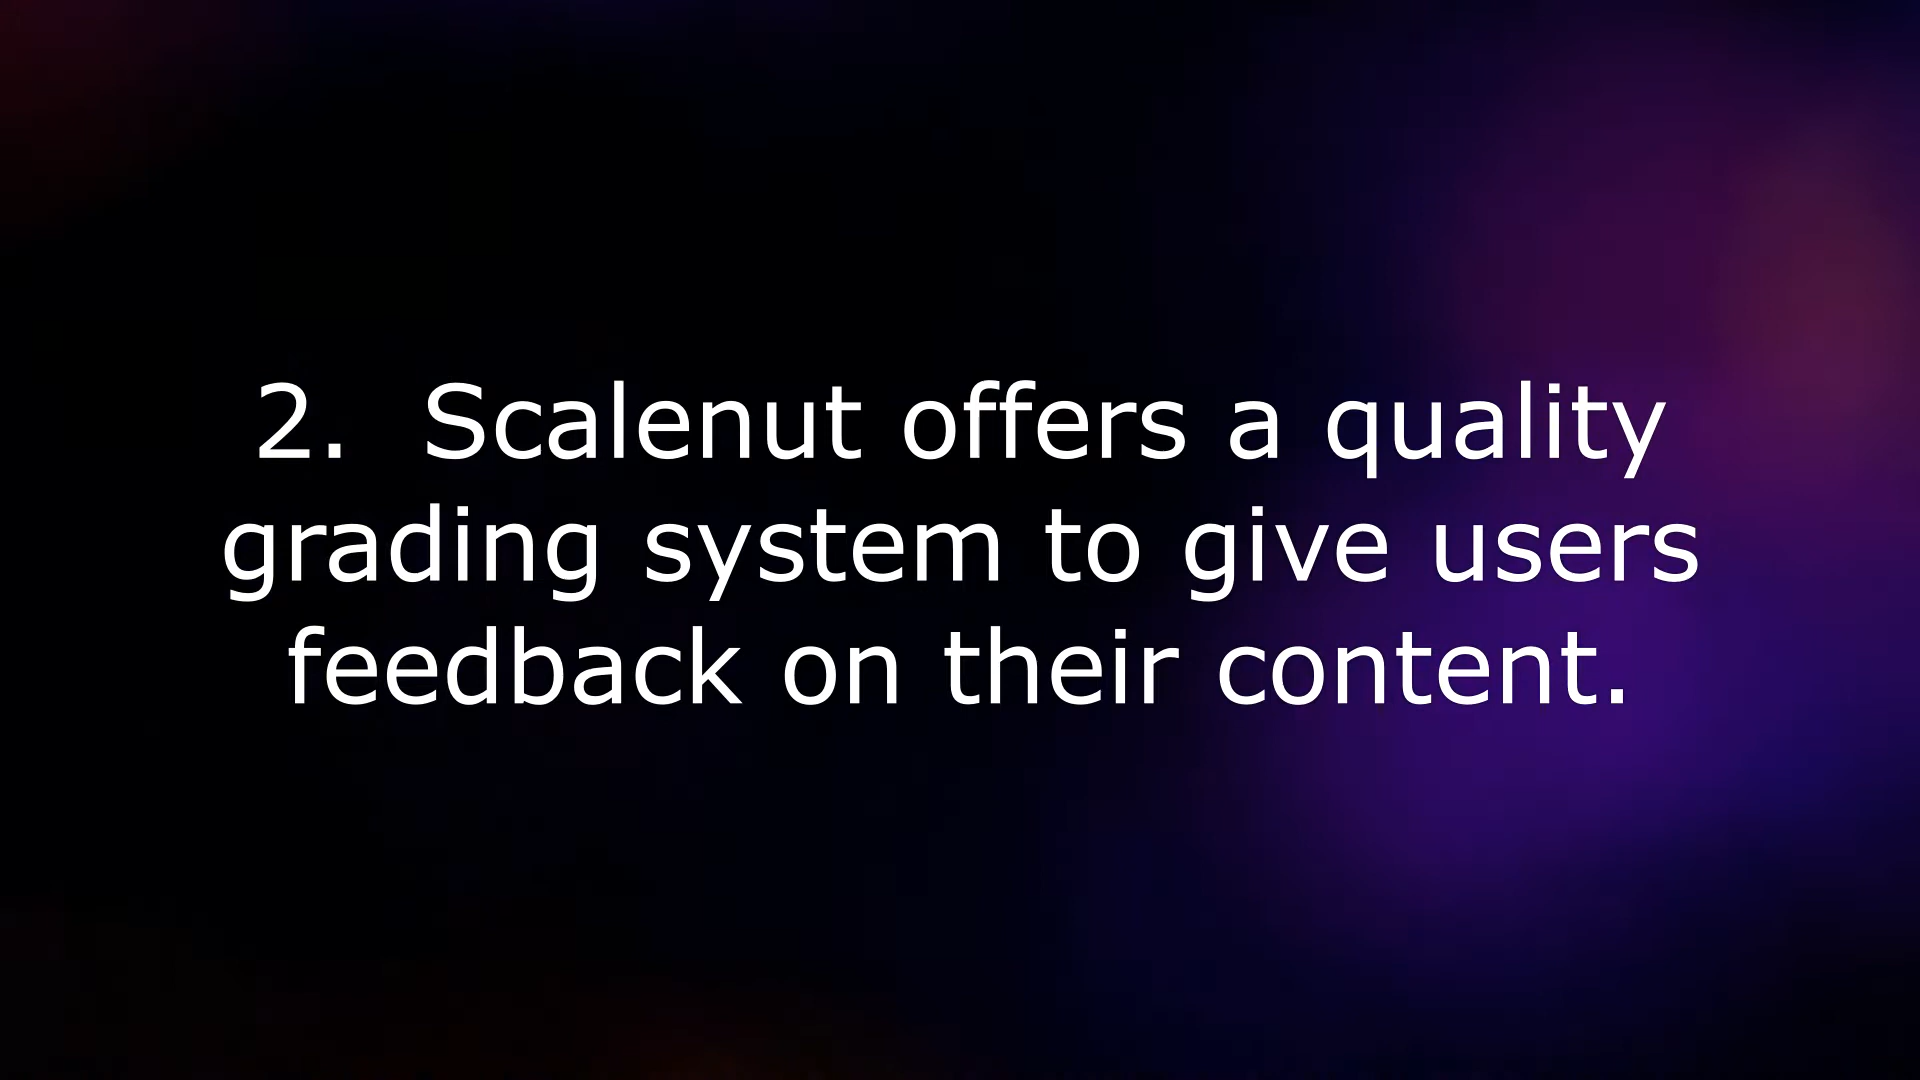 2.  Scalenut offers a quality
grading system to give users
feedback on their content.